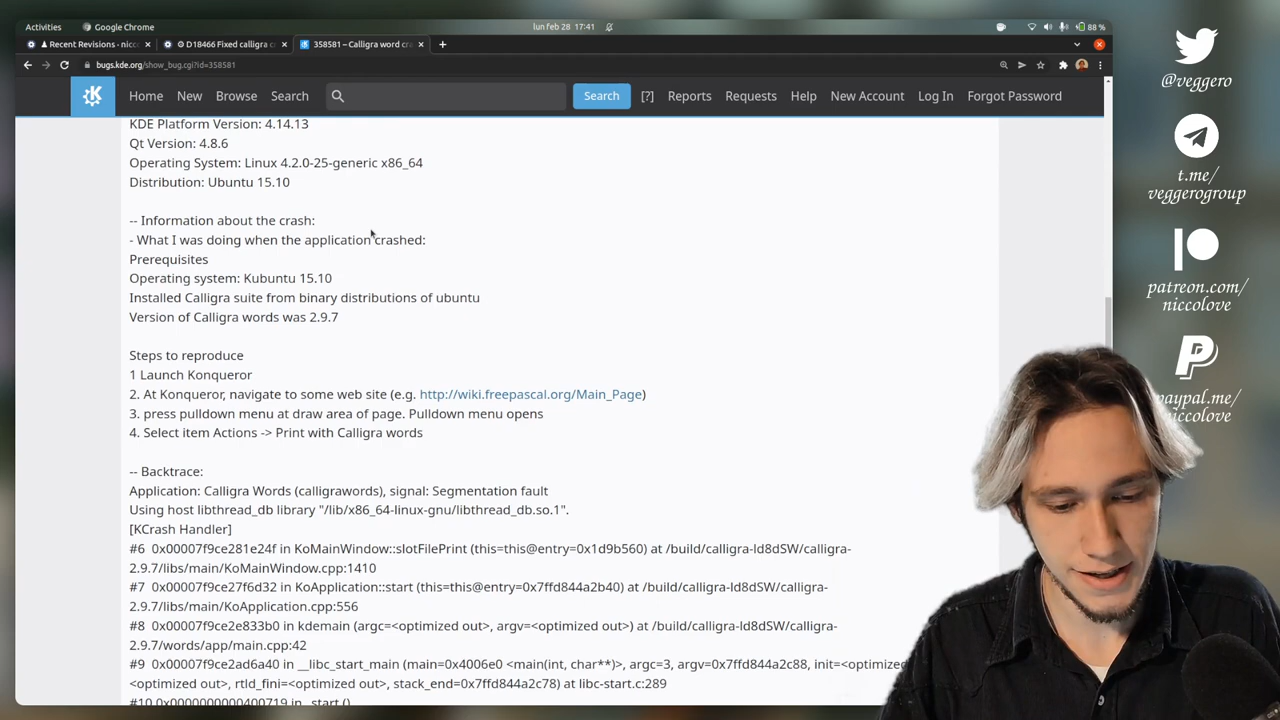 Activities
Google Chrome
lun feb 28 17:41
88 %
Recent Revisions · nicc
D18466 Fixed calligra c
358581 – Calligra word cra
bugs.kde.org/show_bug.cgi?id=358581
Home New Browse Search Search [?] Reports Requests Help New Account Log In Forgot Password
KDE Platform Version: 4.14.13
Qt Version: 4.8.6
Operating System: Linux 4.2.0-25-generic x86_64
Distribution: Ubuntu 15.10
-- Information about the crash:
- What I was doing when the application crashed:
Prerequisites
Operating system: Kubuntu 15.10
Installed Calligra suite from binary distributions of ubuntu
Version of Calligra words was 2.9.7
Steps to reproduce
1 Launch Konqueror
2. At Konqueror, navigate to some web site (e.g. http://wiki.freepascal.org/Main_Page)
3. press pulldown menu at draw area of page. Pulldown menu opens
4. Select item Actions -> Print with Calligra words
-- Backtrace:
Application: Calligra Words (calligrawords), signal: Segmentation fault
Using host libthread_db library "/lib/x86_64-linux-gnu/libthread_db.so.1".
[KCrash Handler]
#6 0x00007f9ce281e24f in KoMainWindow::slotFilePrint (this=this@entry=0x1d9b560) at /build/calligra-ld8dSW/calligra-
2.9.7/libs/main/KoMainWindow.cpp:1410
#7 0x00007f9ce27f6d32 in KoApplication::start (this=this@entry=0x7ffd844a2b40) at /build/calligra-ld8dSW/calligra-
2.9.7/libs/main/KoApplication.cpp:556
#8 0x00007f9ce2e833b0 in kdemain (argc=<optimized out>, argv=<optimized out>) at /build/calligra-ld8dSW/calligra-
2.9.7/words/app/main.cpp:42
#9 0x00007f9ce2ad6a40 in __libc_start_main (main=0x4006e0 <main(int, char**)>, argc=3, argv=0x7ffd844a2c88, init=<optimized
<optimized out>, rtld_fini=<optimized out>, stack_end=0x7ffd844a2c78) at libc-start.c:289
#10 0x0000000000400719 in _start ()
@veggero
t.me/
veggerogroup
patreon.com/
niccolove
paypal.me/
niccolove